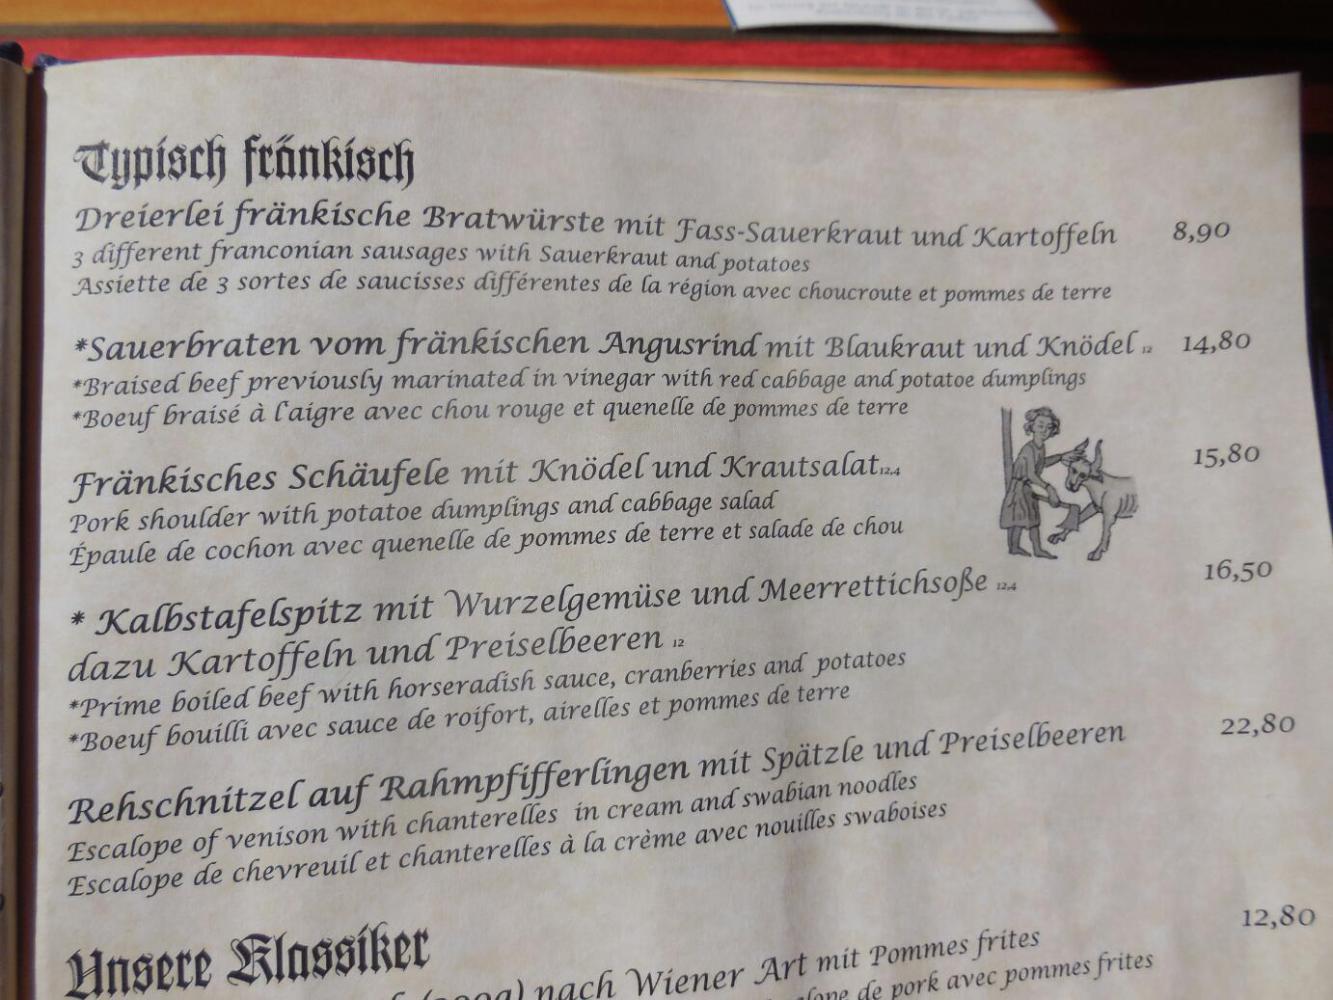 Typisch fränkisch
Dreierlei fränkische Bratwürste mit Fass-Sauerkraut und Kartoffeln 8,90
3 different franconian sausages with Sauerkraut and potatoes
Assiette de 3 sortes de saucisses différentes de la région avec choucroute et pommes de terre
*Sauerbraten vom fränkischen Angusrind mit Blaukraut und Knödel 12 14,80
*Braised beef previously marinated in vinegar with red cabbage and potatoe dumplings
*Boeuf braisé à l'aigre avec chou rouge et quenelle de pommes de terre
Fränkisches Schäufele mit Knödel und Krautsalat 12,4 15,80
Pork shoulder with potatoe dumplings and cabbage salad
Épaule de cochon avec quenelle de pommes de terre et salade de chou
* Kalbstafelspitz mit Wurzelgemüse und Meerrettichsoße 12,4 16,50
dazu Kartoffeln und Preiselbeeren 12
*Prime boiled beef with horseradish sauce, cranberries and potatoes
*Boeuf bouilli avec sauce de roifort, airelles et pommes de terre
Rehschnitzel auf Rahmpfifferlingen mit Spätzle und Preiselbeeren 22,80
Escalope of venison with chanterelles in cream and swabian noodles
Escalope de chevreuil et chanterelles à la crème avec nouilles swaboises
Unsere Klassiker
nach Wiener Art mit Pommes frites 12,80
de pork avec pommes frites